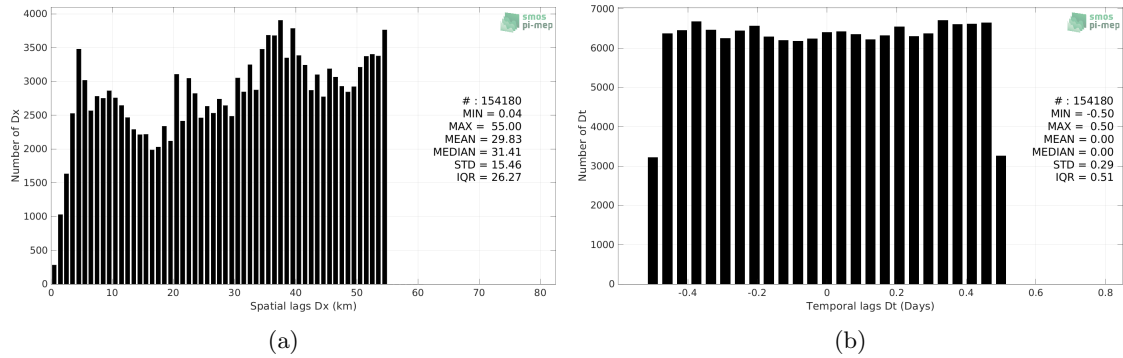 smos
pi-mep
4000
3500
3000
2500
2000
1500
1000
500
0
Number of Dx
# : 154180
MIN = 0.04
MAX = 55.00
MEAN = 29.83
MEDIAN = 31.41
STD = 15.46
IQR = 26.27
0 10 20 30 40 50 60 70 80
Spatial lags Dx (km)
(a)
smos
pi-mep
7000
6000
5000
4000
3000
2000
1000
0
Number of Dt
# : 154180
MIN = -0.50
MAX = 0.50
MEAN = 0.00
MEDIAN = 0.00
STD = 0.29
IQR = 0.51
-0.4 -0.2 0 0.2 0.4 0.6 0.8
Temporal lags Dt (Days)
(b)